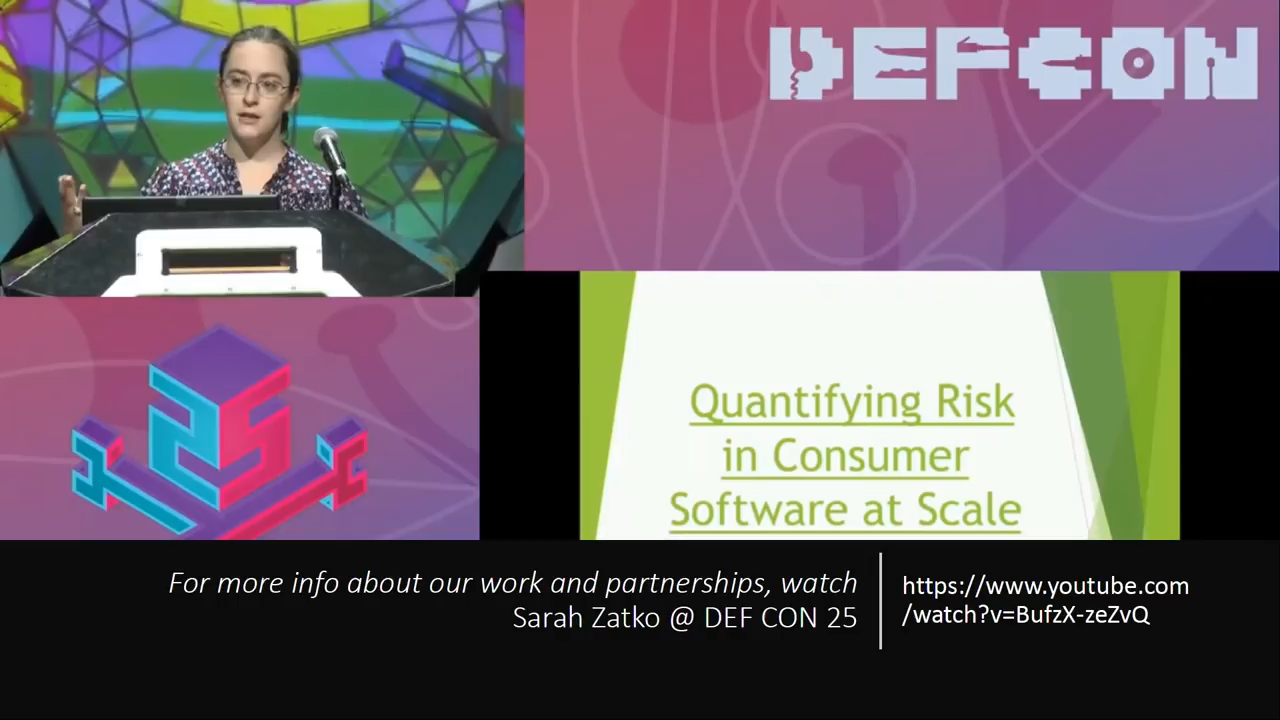 DEFCON
25
Quantifying Risk
in Consumer
Software at Scale
For more info about our work and partnerships, watch
Sarah Zatko @ DEF CON 25
https://www.youtube.com
/watch?v=BufzX-zeZvQ